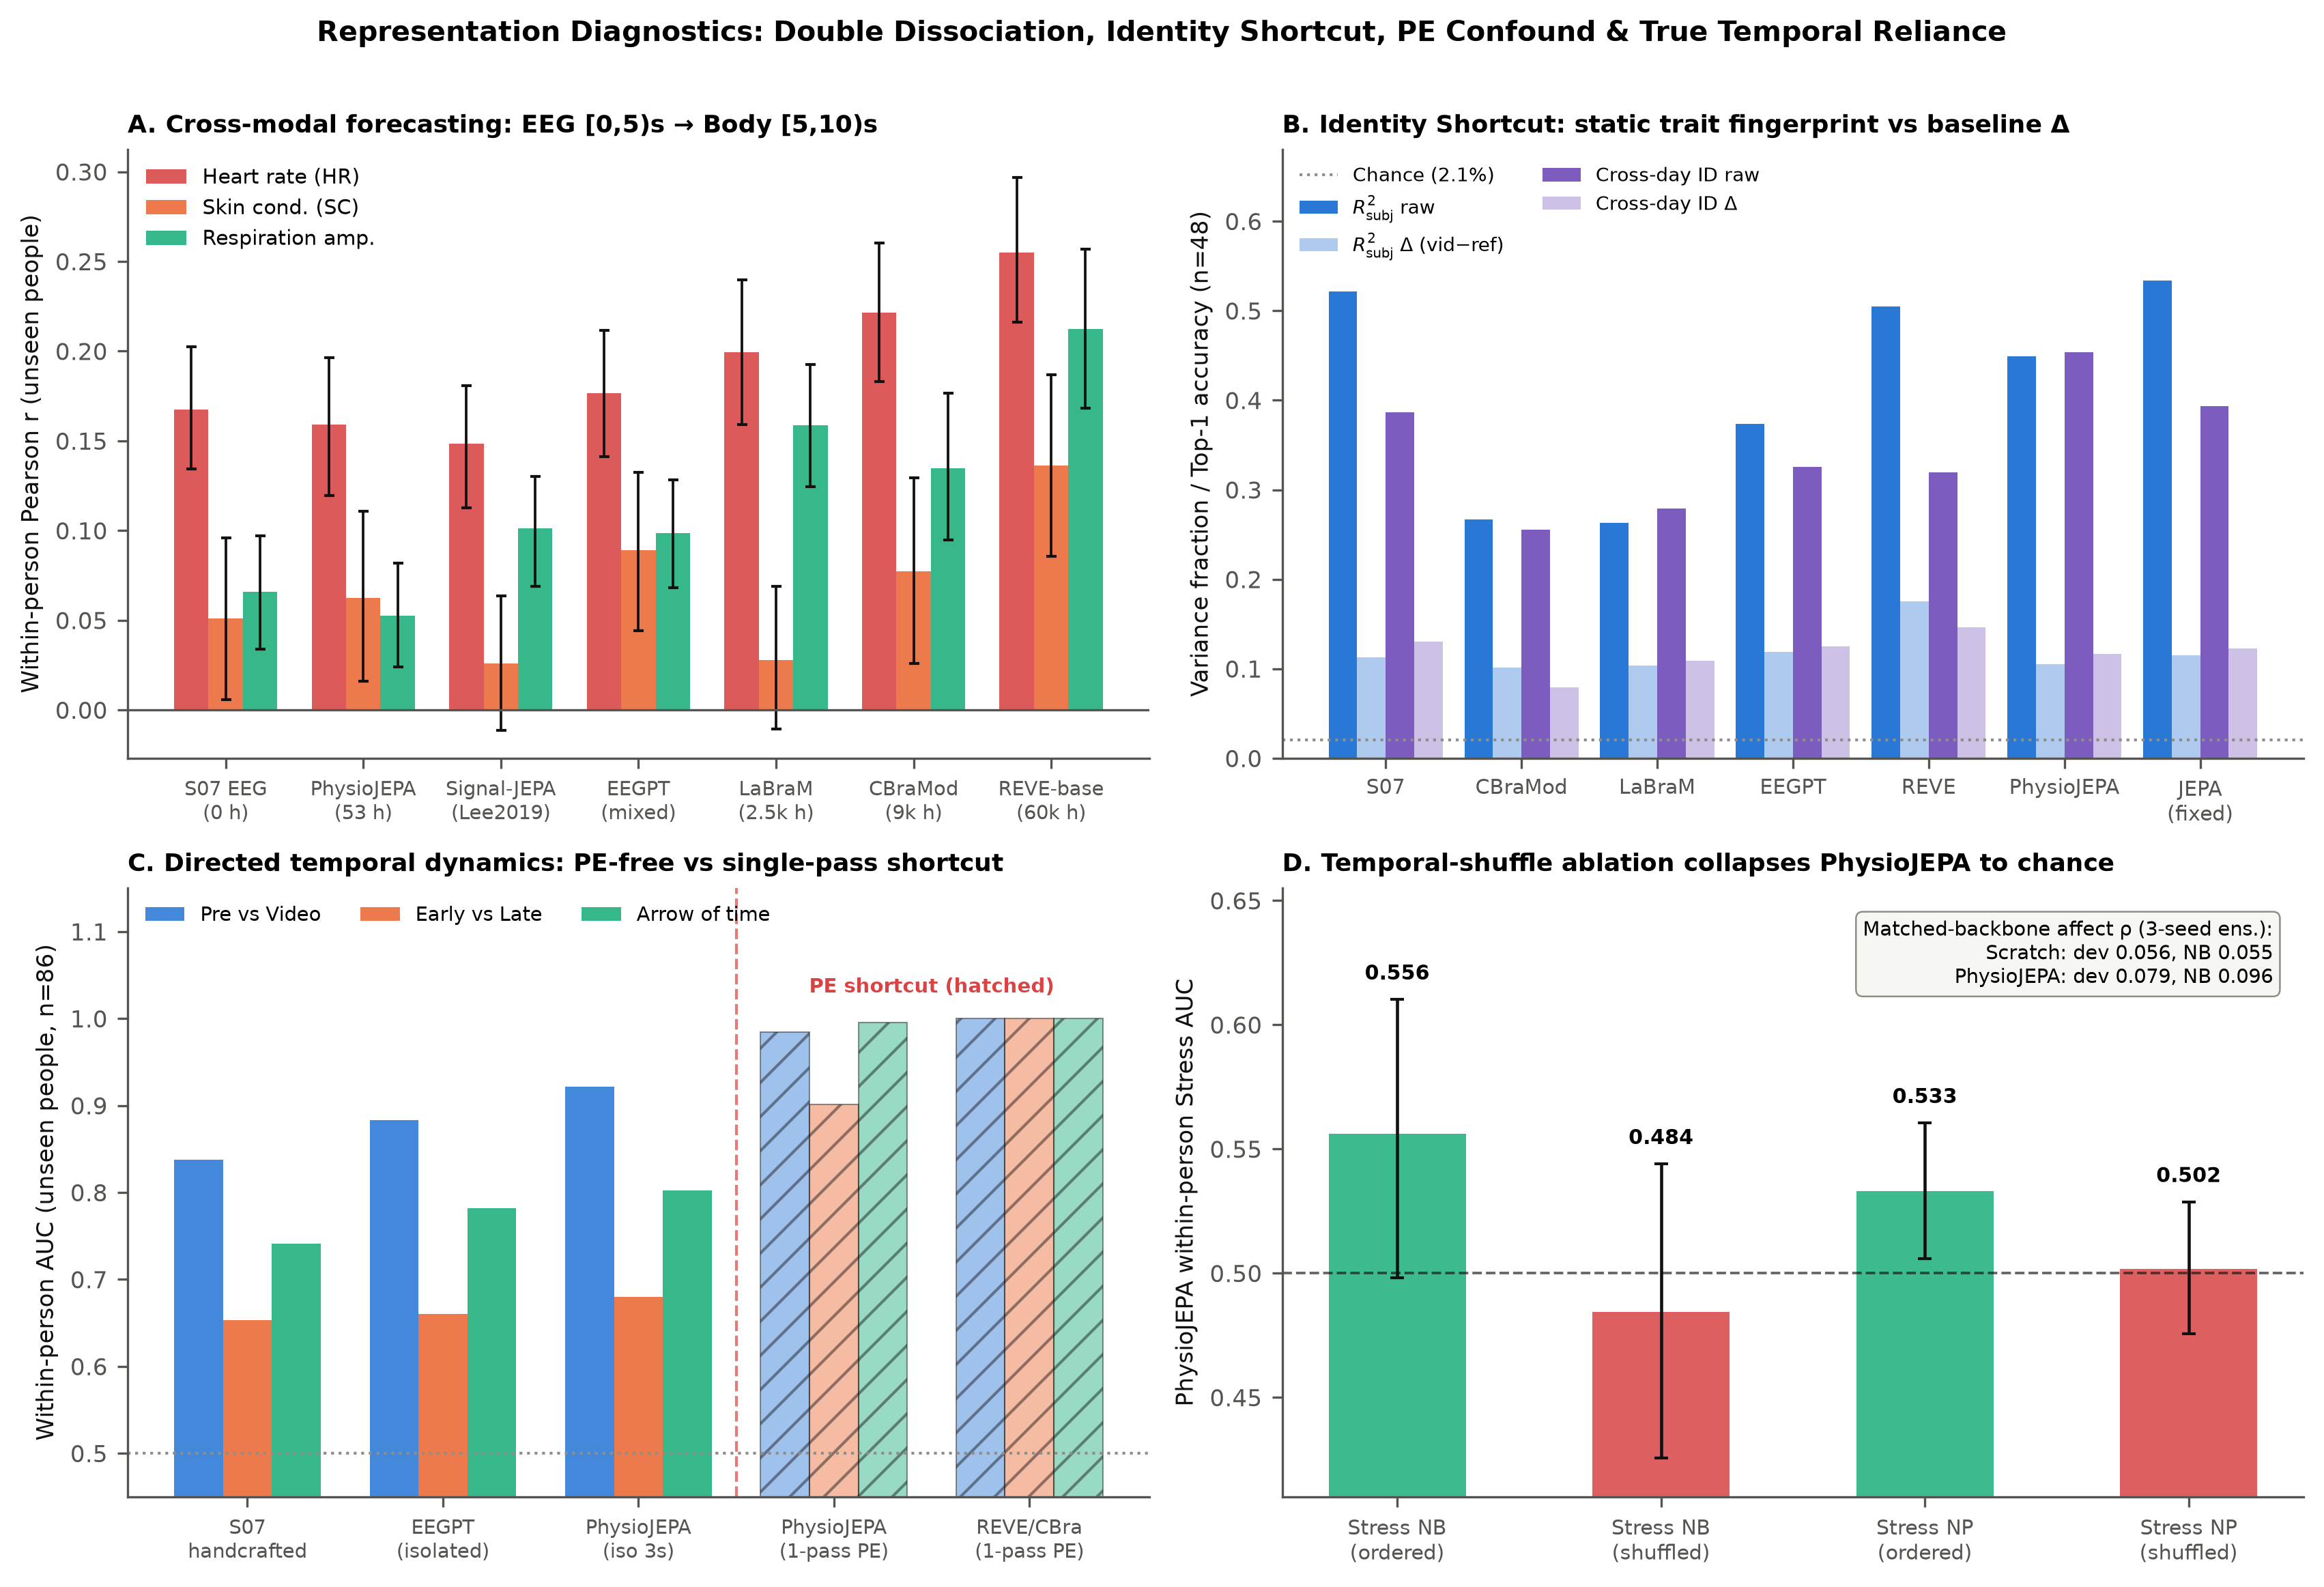 Representation Diagnostics: Double Dissociation, Identity Shortcut, PE Confound & True Temporal Reliance
A. Cross-modal forecasting: EEG [0,5)s → Body [5,10)s
Within-person Pearson r (unseen people)
Heart rate (HR)
Skin cond. (SC)
Respiration amp.
0.30
0.25
0.20
0.15
0.10
0.05
0.00
S07 EEG
(0 h)
PhysioJEPA
(53 h)
Signal-JEPA
(Lee2019)
EEGPT
(mixed)
LaBraM
(2.5k h)
CBraMod
(9k h)
REVE-base
(60k h)
B. Identity Shortcut: static trait fingerprint vs baseline Δ
Variance fraction / Top-1 accuracy (n=48)
Chance (2.1%)
R²subj raw
R²subj Δ (vid−ref)
Cross-day ID raw
Cross-day ID Δ
0.6
0.5
0.4
0.3
0.2
0.1
0.0
S07
CBraMod
LaBraM
EEGPT
REVE
PhysioJEPA
JEPA
(fixed)
C. Directed temporal dynamics: PE-free vs single-pass shortcut
Within-person AUC (unseen people, n=86)
Pre vs Video
Early vs Late
Arrow of time
PE shortcut (hatched)
1.1
1.0
0.9
0.8
0.7
0.6
0.5
S07
handcrafted
EEGPT
(isolated)
PhysioJEPA
(iso 3s)
PhysioJEPA
(1-pass PE)
REVE/CBra
(1-pass PE)
D. Temporal-shuffle ablation collapses PhysioJEPA to chance
PhysioJEPA within-person Stress AUC
Matched-backbone affect ρ (3-seed ens.):
Scratch: dev 0.056, NB 0.055
PhysioJEPA: dev 0.079, NB 0.096
0.65
0.60
0.55
0.50
0.45
0.556
0.484
0.533
0.502
Stress NB
(ordered)
Stress NB
(shuffled)
Stress NP
(ordered)
Stress NP
(shuffled)